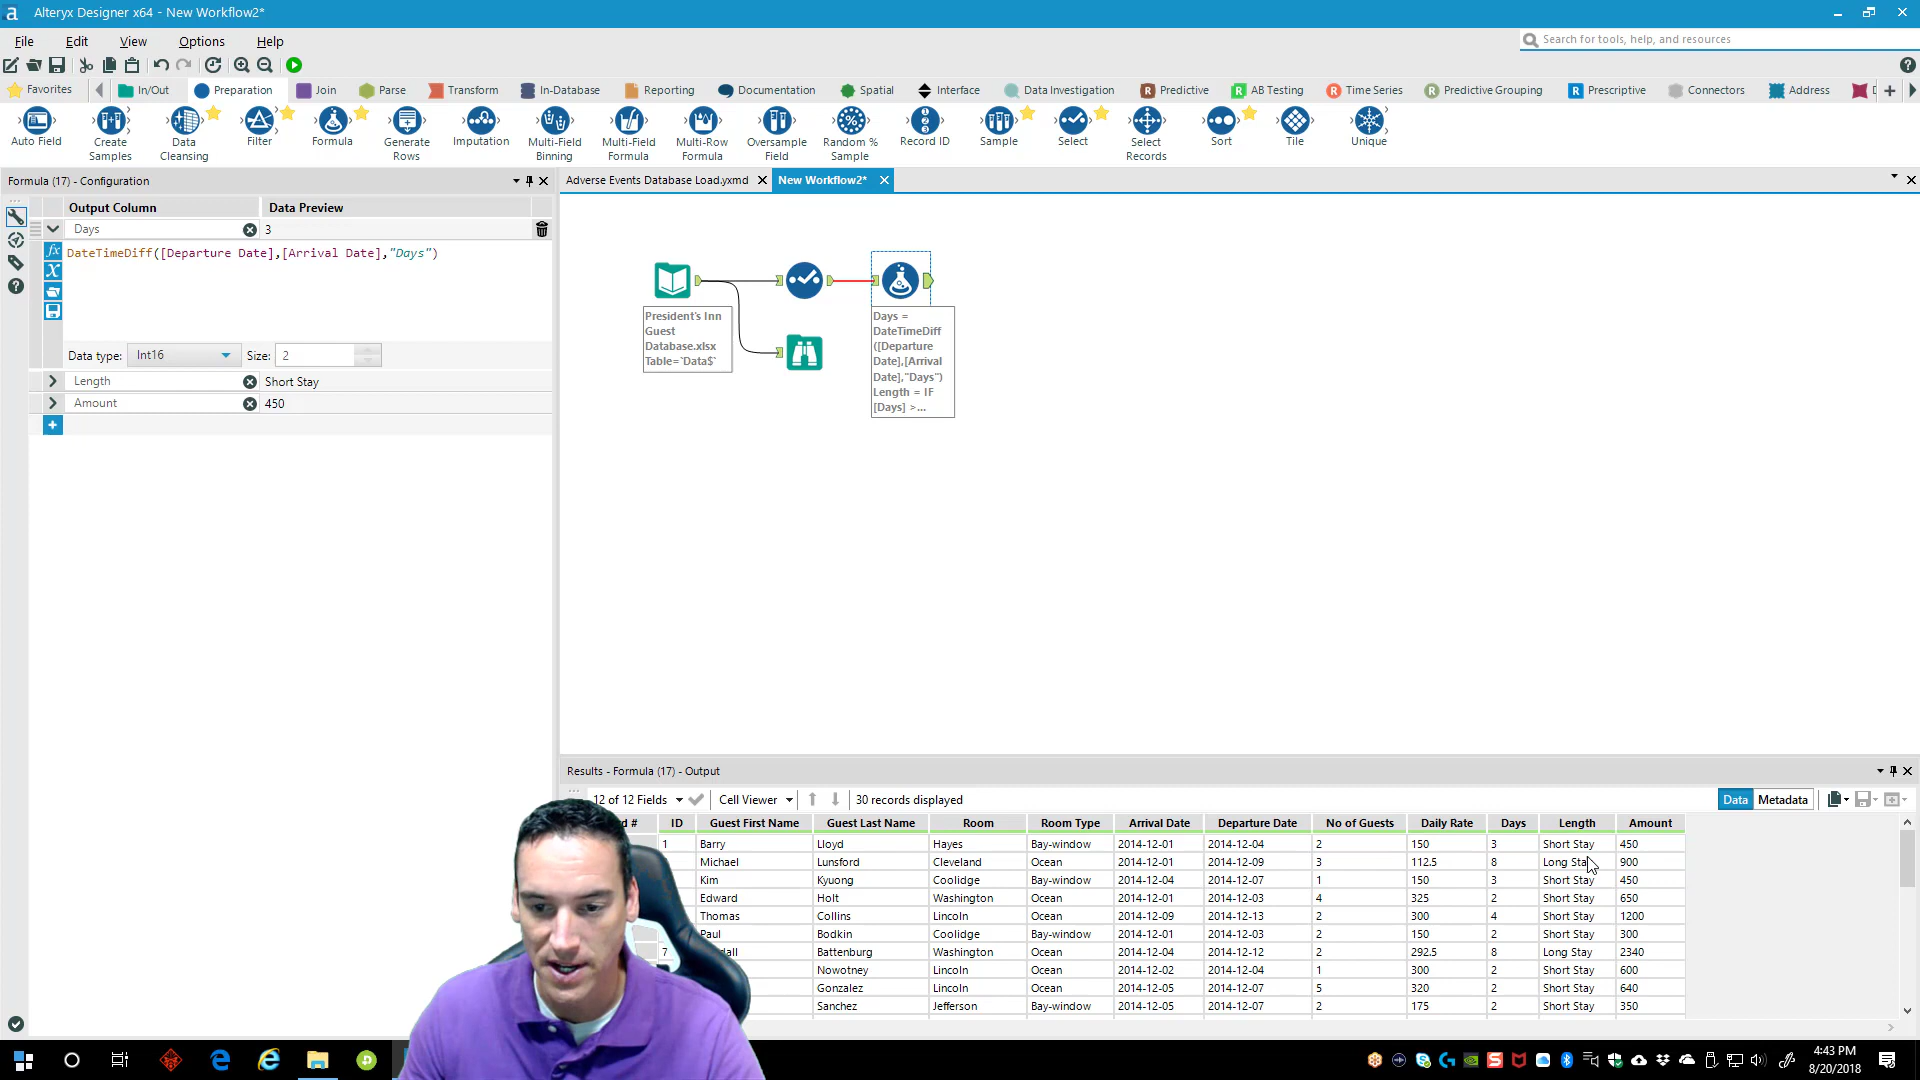 Alteryx Designer x64 - New Workflow2*
File Edit View Options Help
Search for tools, help, and resources
Favorites In/Out Preparation Join Parse Transform In-Database Reporting Documentation Spatial Interface Data Investigation Predictive AB Testing Time Series Predictive Grouping Prescriptive Connectors Address
Auto Field Create Samples Data Cleansing Filter Formula Generate Rows Imputation Multi-Field Binning Multi-Field Formula Multi-Row Formula Oversample Field Random % Sample Record ID Sample Select Select Records Sort Tile Unique
Formula (17) - Configuration
Adverse Events Database Load.yxmd New Workflow2*
Output Column Data Preview
Days 3
DateTimeDiff([Departure Date],[Arrival Date],"Days")
Data type: Int16 Size: 2
Length Short Stay
Amount 450
President's Inn
Guest
Database.xlsx
Table=`Data$`
Days =
DateTimeDiff
([Departure
Date],[Arrival
Date],"Days")
Length = IF
[Days] >...
Results - Formula (17) - Output
12 of 12 Fields Cell Viewer 30 records displayed Data Metadata
# ID Guest First Name Guest Last Name Room Room Type Arrival Date Departure Date No of Guests Daily Rate Days Length Amount
1 Barry Lloyd Hayes Bay-window 2014-12-01 2014-12-04 2 150 3 Short Stay 450
Michael Lunsford Cleveland Ocean 2014-12-01 2014-12-09 3 112.5 8 Long Stay 900
Kim Kyuong Coolidge Bay-window 2014-12-04 2014-12-07 1 150 3 Short Stay 450
Edward Holt Washington Ocean 2014-12-01 2014-12-03 4 325 2 Short Stay 650
Thomas Collins Lincoln Ocean 2014-12-09 2014-12-13 2 300 4 Short Stay 1200
Paul Bodkin Coolidge Bay-window 2014-12-01 2014-12-03 2 150 2 Short Stay 300
7 Battenburg Washington Ocean 2014-12-04 2014-12-12 2 292.5 8 Long Stay 2340
Nowotney Lincoln Ocean 2014-12-02 2014-12-04 1 300 2 Short Stay 600
Gonzalez Lincoln Ocean 2014-12-05 2014-12-07 5 320 2 Short Stay 640
Sanchez Jefferson Bay-window 2014-12-05 2014-12-07 2 175 2 Short Stay 350
4:43 PM
8/20/2018